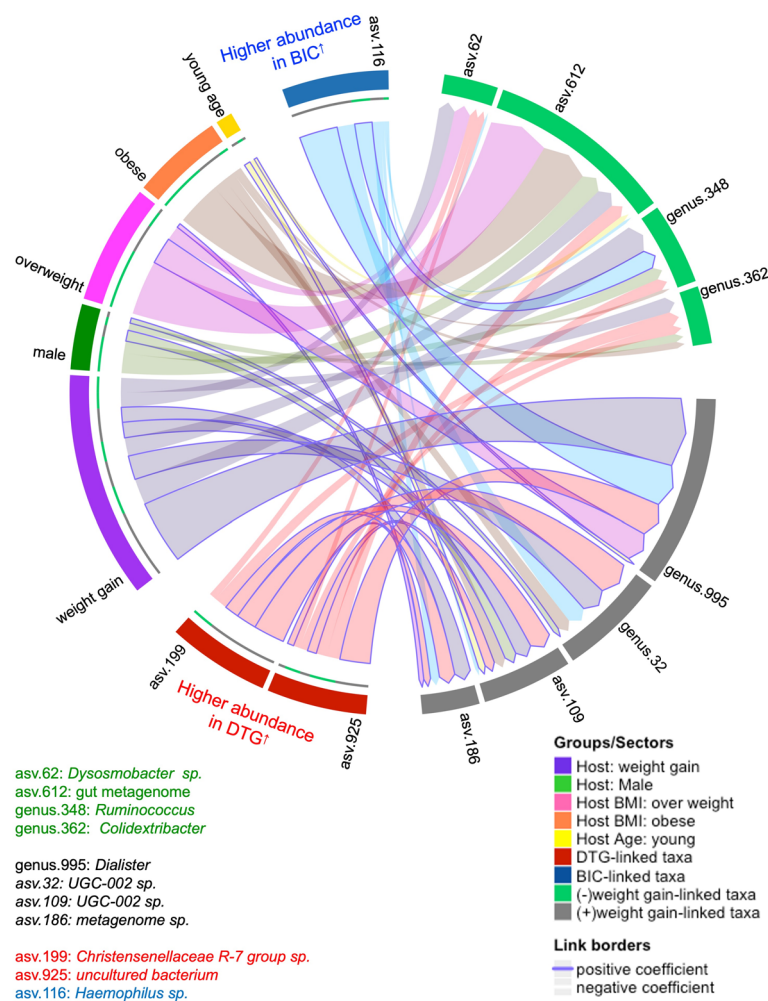 Higher abundance
in BIC↑
asv.116
asv.62
asv.612
genus.348
genus.362
young age
obese
overweight
male
weight gain
asv.199
Higher abundance
in DTG↑
asv.925
asv.186
asv.109
genus.32
genus.995
asv.62: Dysosmobacter sp.
asv.612: gut metagenome
genus.348: Ruminococcus
genus.362: Colidextribacter
genus.995: Dialister
asv.32: UGC-002 sp.
asv.109: UGC-002 sp.
asv.186: metagenome sp.
asv.199: Christensenellaceae R-7 group sp.
asv.925: uncultured bacterium
asv.116: Haemophilus sp.
Groups/Sectors
Host: weight gain
Host: Male
Host BMI: over weight
Host BMI: obese
Host Age: young
DTG-linked taxa
BIC-linked taxa
(-)weight gain-linked taxa
(+)weight gain-linked taxa
Link borders
positive coefficient
negative coefficient